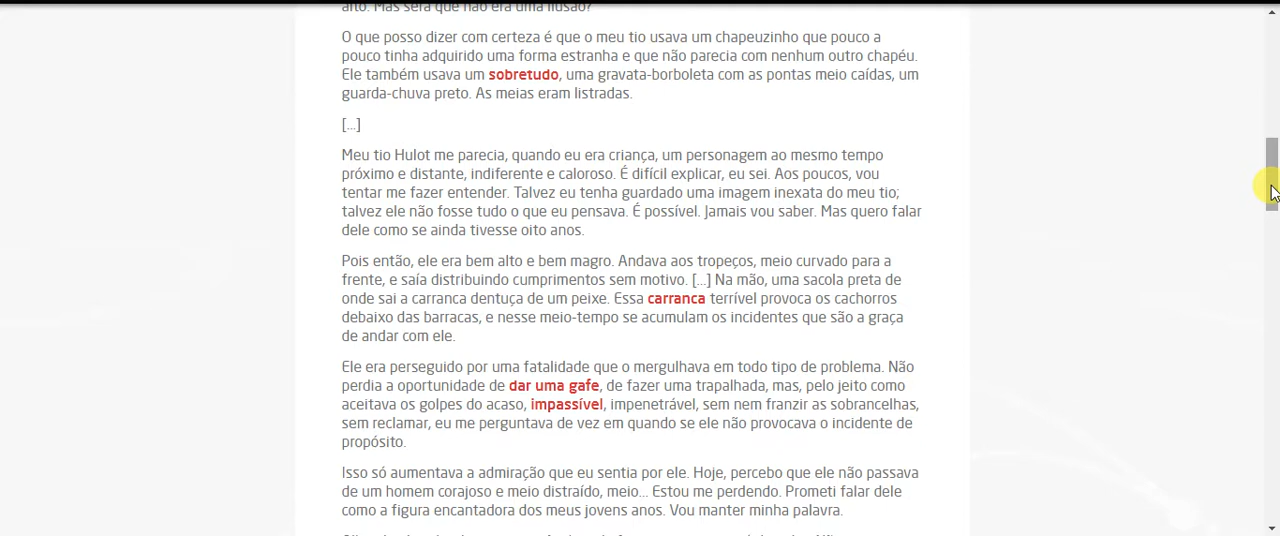 alto. Mas será que não era uma ilusão?
O que posso dizer com certeza é que o meu tio usava um chapeuzinho que pouco a
pouco tinha adquirido uma forma estranha e que não parecia com nenhum outro chapéu.
Ele também usava um sobretudo, uma gravata-borboleta com as pontas meio caídas, um
guarda-chuva preto. As meias eram listradas.
[...]
Meu tio Hulot me parecia, quando eu era criança, um personagem ao mesmo tempo
próximo e distante, indiferente e caloroso. É difícil explicar, eu sei. Aos poucos, vou
tentar me fazer entender. Talvez eu tenha guardado uma imagem inexata do meu tio;
talvez ele não fosse tudo o que eu pensava. É possível. Jamais vou saber. Mas quero falar
dele como se ainda tivesse oito anos.
Pois então, ele era bem alto e bem magro. Andava aos tropeços, meio curvado para a
frente, e saía distribuindo cumprimentos sem motivo. [...] Na mão, uma sacola preta de
onde sai a carranca dentuça de um peixe. Essa carranca terrível provoca os cachorros
debaixo das barracas, e nesse meio-tempo se acumulam os incidentes que são a graça
de andar com ele.
Ele era perseguido por uma fatalidade que o mergulhava em todo tipo de problema. Não
perdia a oportunidade de dar uma gafe, de fazer uma trapalhada, mas, pelo jeito como
aceitava os golpes do acaso, impassível, impenetrável, sem nem franzir as sobrancelhas,
sem reclamar, eu me perguntava de vez em quando se ele não provocava o incidente de
propósito.
Isso só aumentava a admiração que eu sentia por ele. Hoje, percebo que ele não passava
de um homem corajoso e meio distraído, meio... Estou me perdendo. Prometi falar dele
como a figura encantadora dos meus jovens anos. Vou manter minha palavra.